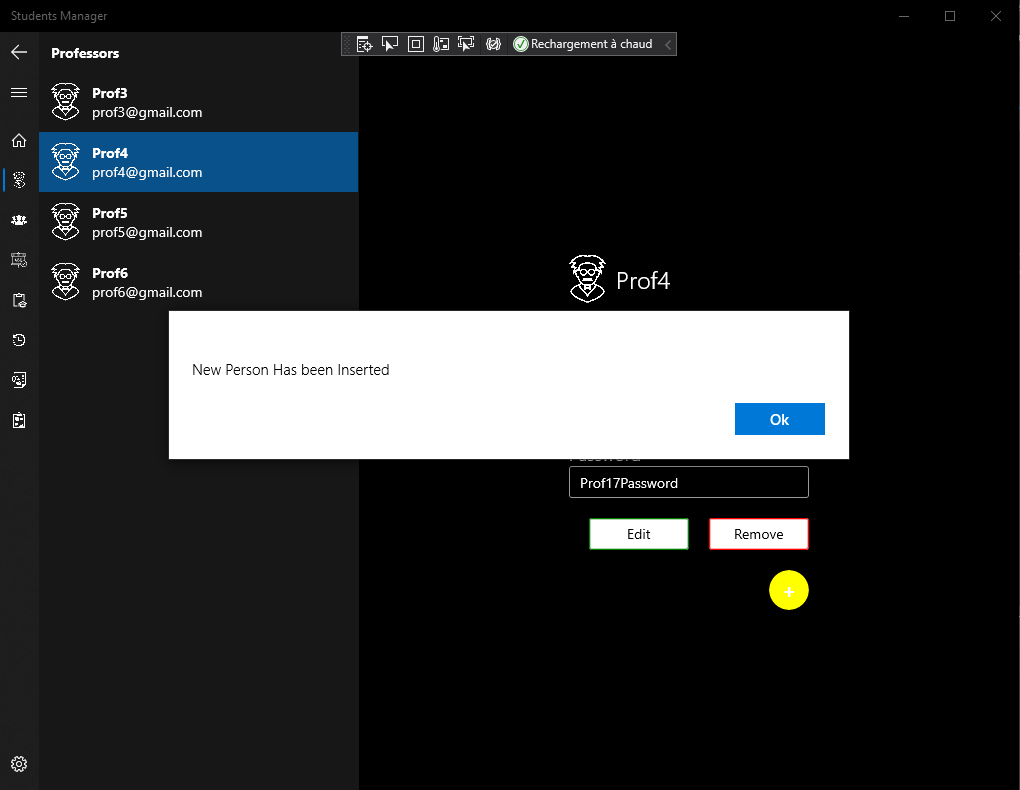 Students Manager
Rechargement à chaud
Professors
Prof3
prof3@gmail.com
Prof4
prof4@gmail.com
Prof5
prof5@gmail.com
Prof6
prof6@gmail.com
Prof4
New Person Has been Inserted
Ok
Password
Prof17Password
Edit
Remove
+